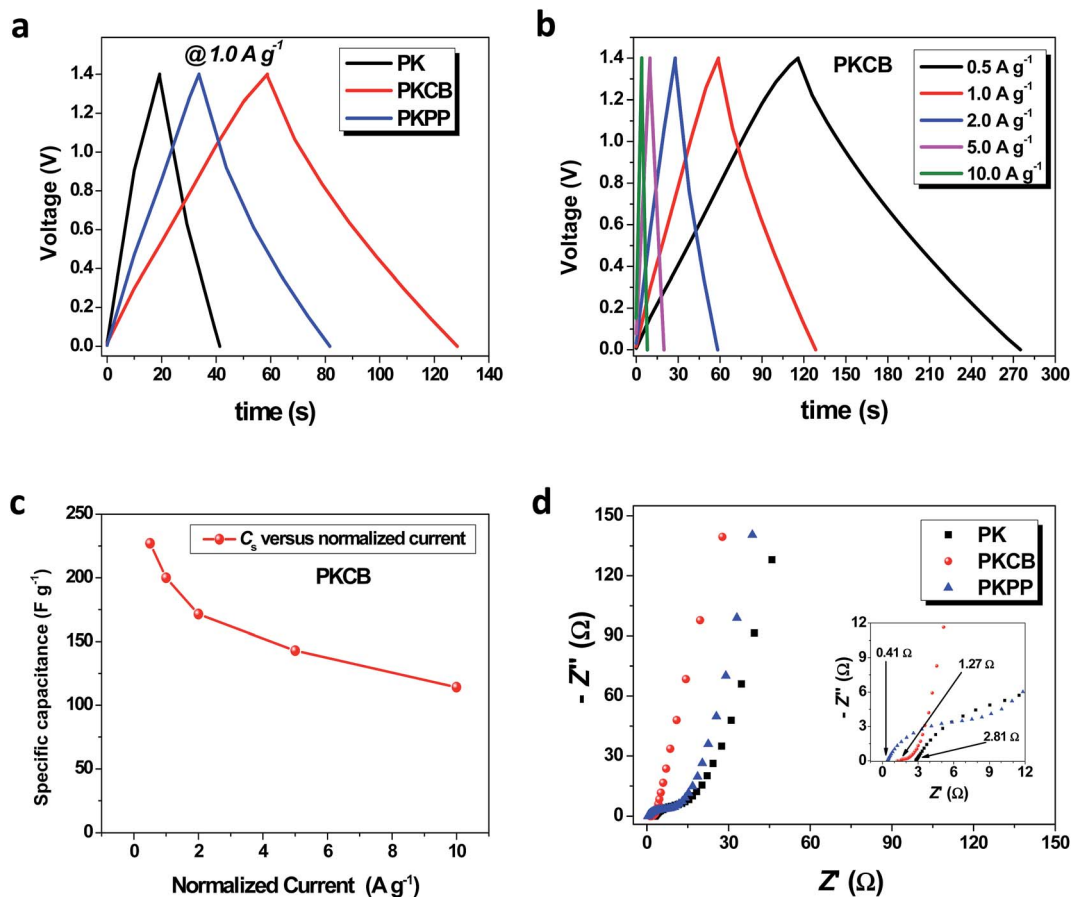 a
@ 1.0 A g⁻¹
PK
PKCB
PKPP
1.4
1.2
1.0
0.8
0.6
0.4
0.2
0.0
Voltage (V)
0 20 40 60 80 100 120 140
time (s)
b
PKCB
0.5 A g⁻¹
1.0 A g⁻¹
2.0 A g⁻¹
5.0 A g⁻¹
10.0 A g⁻¹
1.4
1.2
1.0
0.8
0.6
0.4
0.2
0.0
Voltage (V)
0 30 60 90 120 150 180 210 240 270 300
time (s)
c
Cs versus normalized current
PKCB
250
200
150
100
50
0
Specific capacitance (F g⁻¹)
0 2 4 6 8 10
Normalized Current (A g⁻¹)
d
PK
PKCB
PKPP
150
120
90
60
30
0
- Z'' (Ω)
0 30 60 90 120 150
Z' (Ω)
12
9
6
3
0
- Z'' (Ω)
0.41 Ω
1.27 Ω
2.81 Ω
0 3 6 9 12
Z' (Ω)